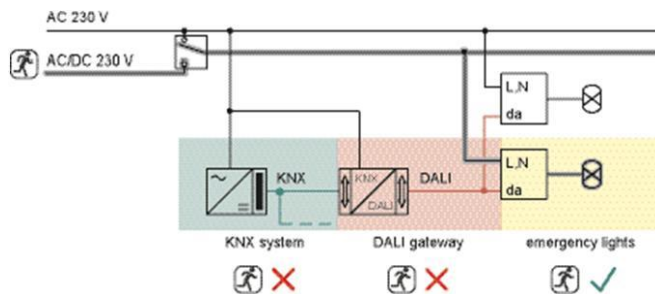 AC 230 V
AC/DC 230 V
L,N
da
L,N
da
KNX
KNX
DALI
DALI
KNX system
DALI gateway
emergency lights